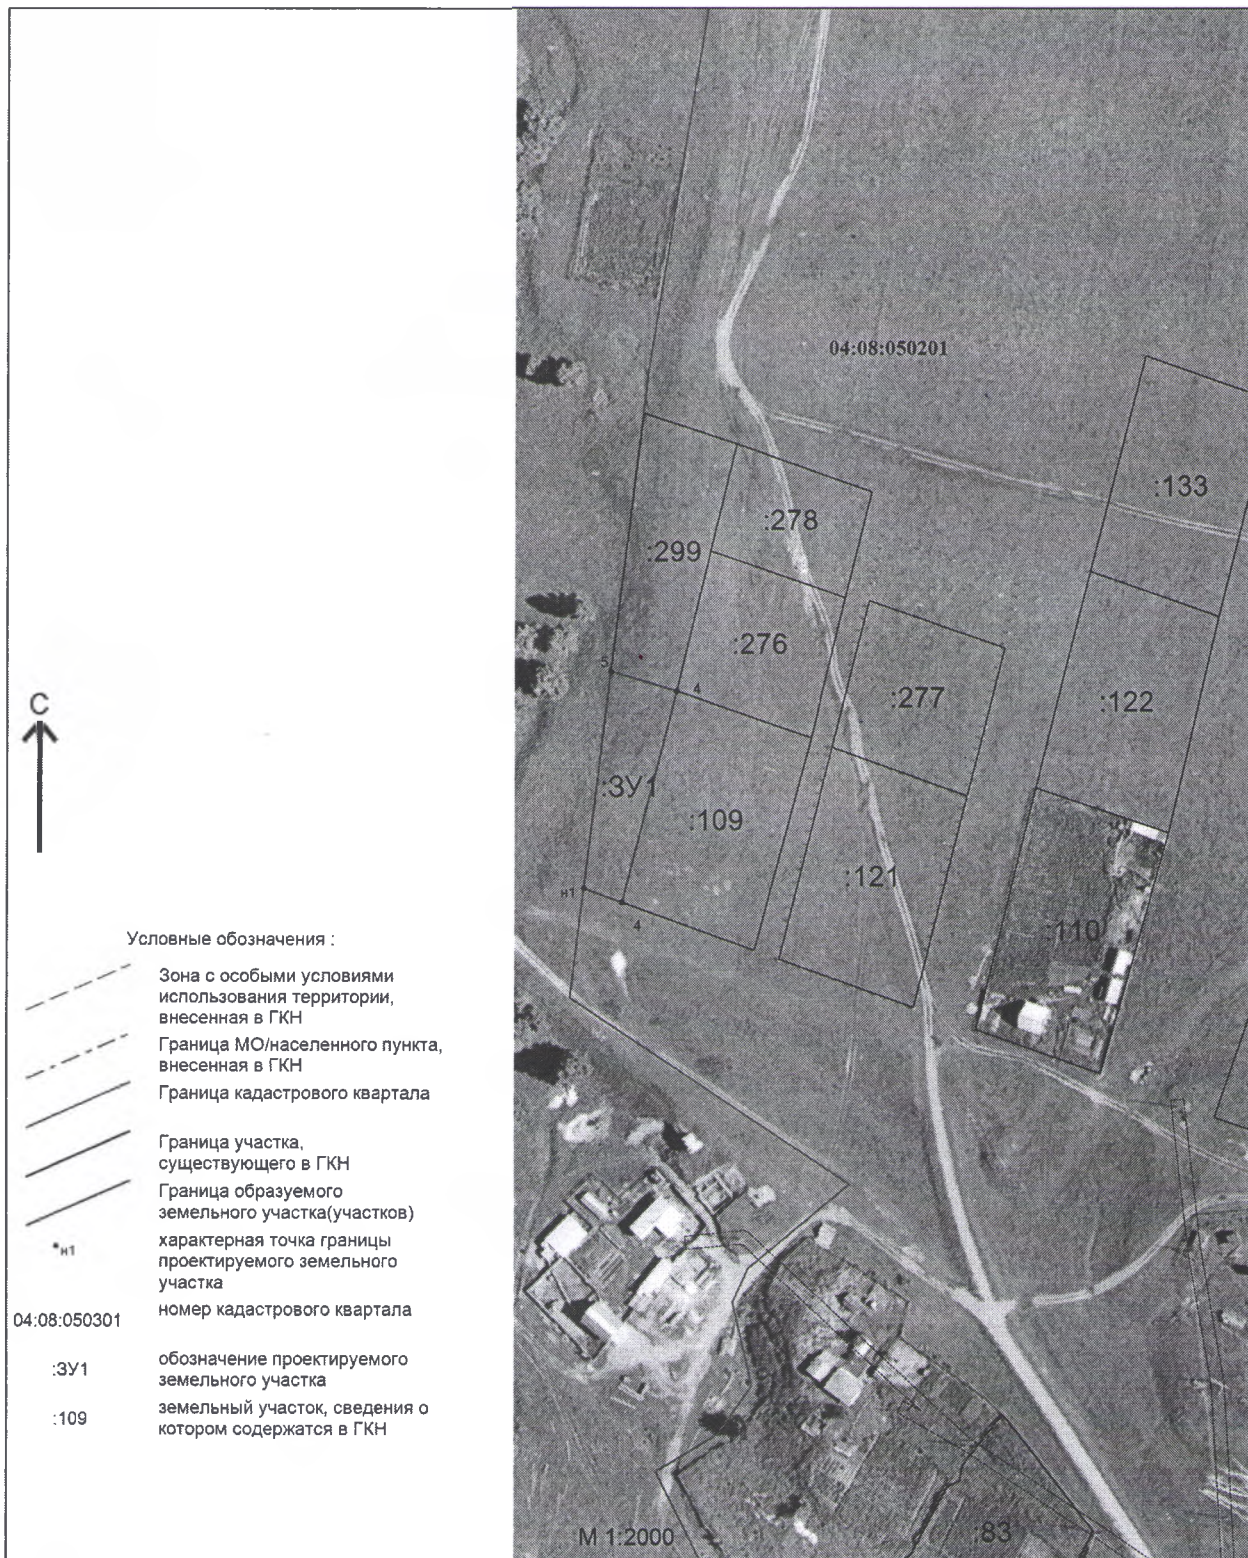 04:08:050201
:133
:278
:299
:276
:277
:122
5
4
С
:ЗУ1
:109
:121
:110
н1
4
Условные обозначения :
Зона с особыми условиями
использования территории,
внесенная в ГКН
Граница МО/населенного пункта,
внесенная в ГКН
Граница кадастрового квартала
Граница участка,
существующего в ГКН
Граница образуемого
земельного участка(участков)
н1
характерная точка границы
проектируемого земельного
участка
04:08:050301
номер кадастрового квартала
:ЗУ1
обозначение проектируемого
земельного участка
:109
земельный участок, сведения о
котором содержатся в ГКН
М 1:2000
:83